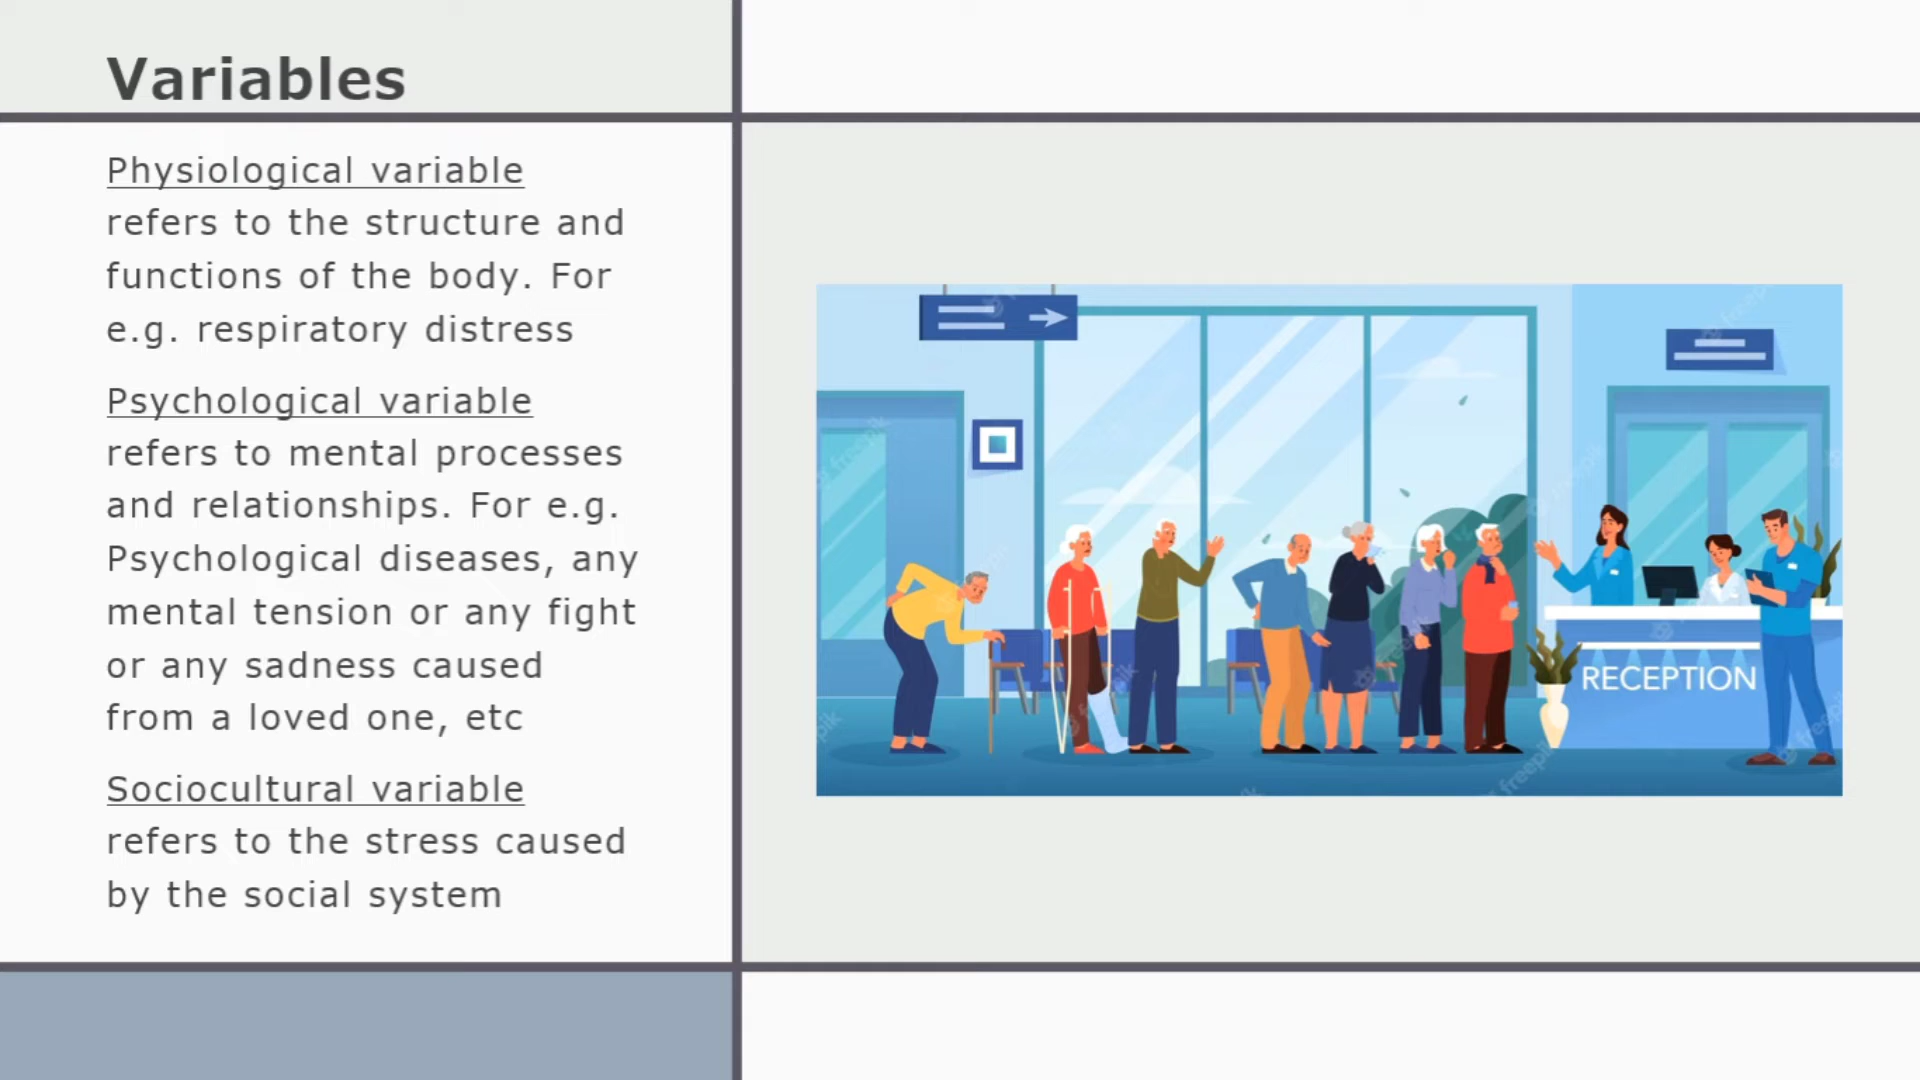 Variables
Physiological variable
refers to the structure and
functions of the body. For
e.g. respiratory distress
Psychological variable
refers to mental processes
and relationships. For e.g.
Psychological diseases, any
mental tension or any fight
or any sadness caused
from a loved one, etc
Sociocultural variable
refers to the stress caused
by the social system
RECEPTION
freepik